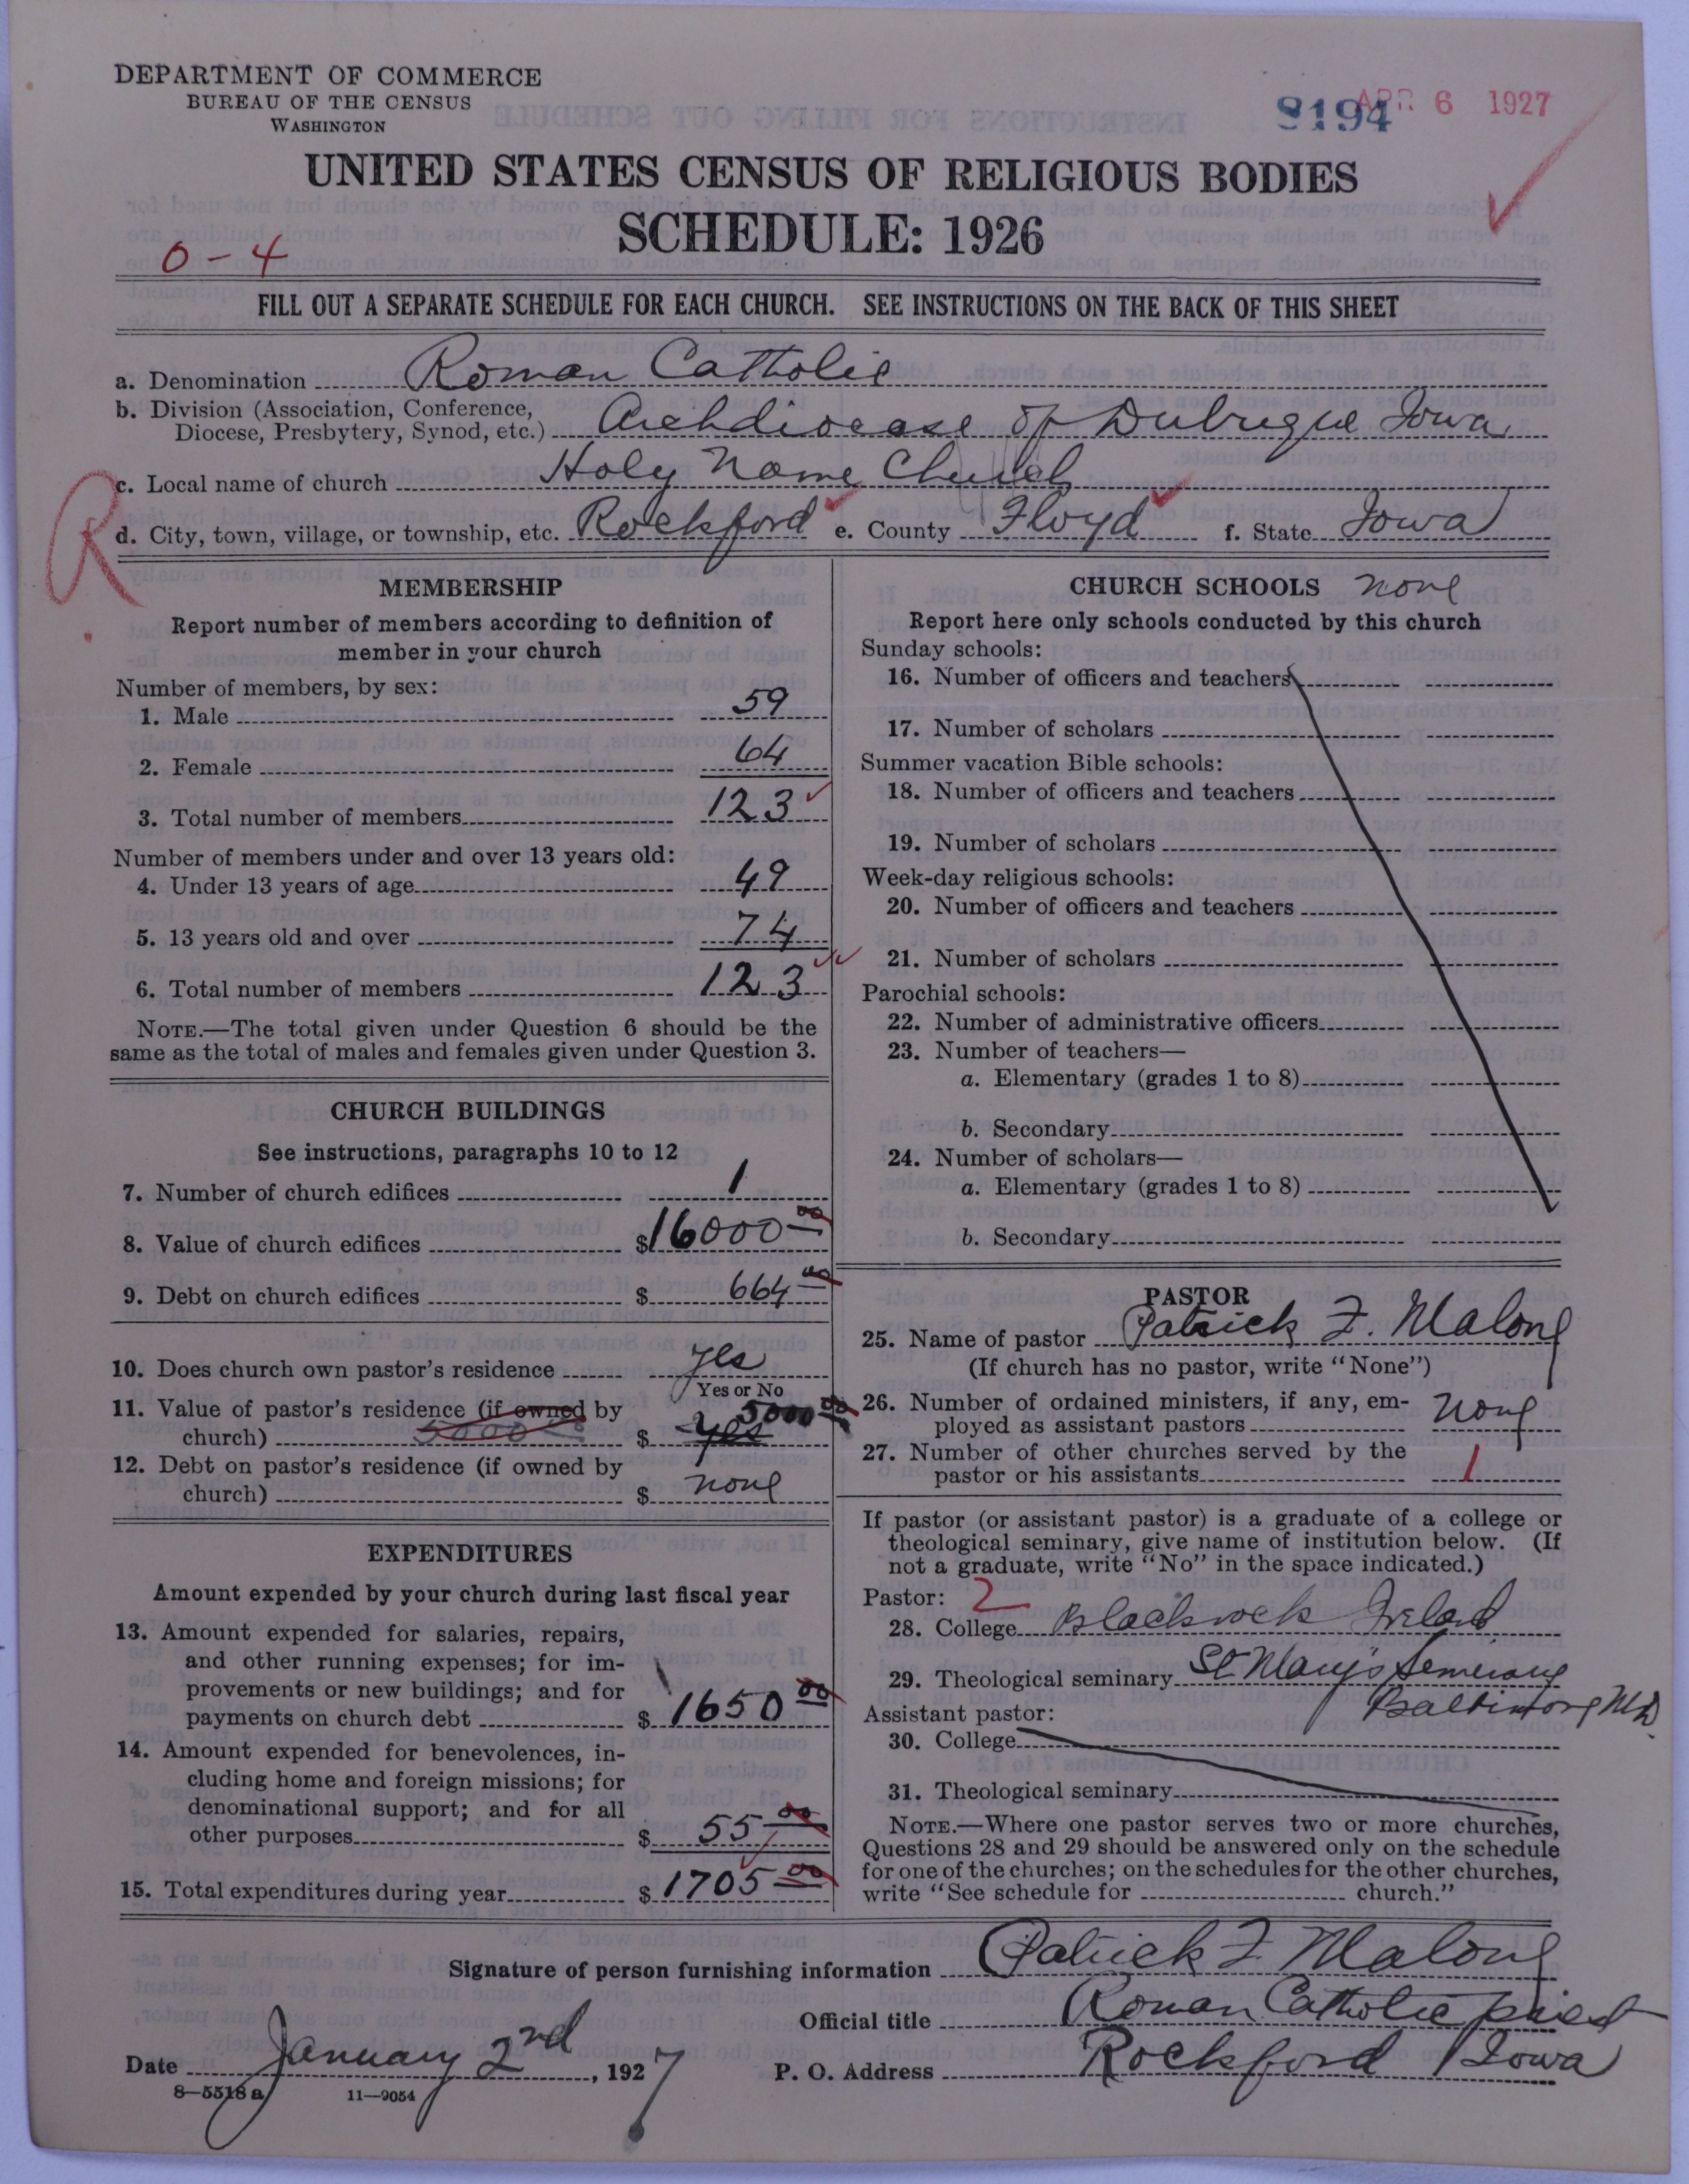 DEPARTMENT OF COMMERCE
BUREAU OF THE CENSUS
WASHINGTON
8194 APR 6 1927
UNITED STATES CENSUS OF RELIGIOUS BODIES
SCHEDULE: 1926
0-4
FILL OUT A SEPARATE SCHEDULE FOR EACH CHURCH. SEE INSTRUCTIONS ON THE BACK OF THIS SHEET
a. Denomination Roman Catholic
b. Division (Association, Conference,
Diocese, Presbytery, Synod, etc.) Archdiocese of Dubuque Iowa
c. Local name of church Holy Name Church
R
d. City, town, village, or township, etc. Rockford e. County Floyd f. State Iowa
MEMBERSHIP
Report number of members according to definition of
member in your church
Number of members, by sex:
1. Male 59
2. Female 64
3. Total number of members 123
Number of members under and over 13 years old:
4. Under 13 years of age 49
5. 13 years old and over 74
6. Total number of members 123
NOTE.—The total given under Question 6 should be the
same as the total of males and females given under Question 3.
CHURCH BUILDINGS
See instructions, paragraphs 10 to 12
7. Number of church edifices 1
8. Value of church edifices $16000 00
9. Debt on church edifices $ 664 00
10. Does church own pastor's residence yes
Yes or No
11. Value of pastor's residence (if owned by 5000 00
church) 5000 00 $ yes
12. Debt on pastor's residence (if owned by
church) $ none
EXPENDITURES
Amount expended by your church during last fiscal year
13. Amount expended for salaries, repairs,
and other running expenses; for im-
provements or new buildings; and for
payments on church debt $ 1650 00
14. Amount expended for benevolences, in-
cluding home and foreign missions; for
denominational support; and for all
other purposes $ 55 00
15. Total expenditures during year $ 1705 00
CHURCH SCHOOLS none
Report here only schools conducted by this church
Sunday schools:
16. Number of officers and teachers
17. Number of scholars
Summer vacation Bible schools:
18. Number of officers and teachers
19. Number of scholars
Week-day religious schools:
20. Number of officers and teachers
21. Number of scholars
Parochial schools:
22. Number of administrative officers
23. Number of teachers—
a. Elementary (grades 1 to 8)
b. Secondary
24. Number of scholars—
a. Elementary (grades 1 to 8)
b. Secondary
PASTOR
25. Name of pastor Patrick F. Malone
(If church has no pastor, write "None")
26. Number of ordained ministers, if any, em-
ployed as assistant pastors none
27. Number of other churches served by the
pastor or his assistants 1
If pastor (or assistant pastor) is a graduate of a college or
theological seminary, give name of institution below. (If
not a graduate, write "No" in the space indicated.)
Pastor: 2
28. College Blackrock Ireland
29. Theological seminary St Mary's Seminary
Baltimore Md
Assistant pastor:
30. College
31. Theological seminary
NOTE.—Where one pastor serves two or more churches,
Questions 28 and 29 should be answered only on the schedule
for one of the churches; on the schedules for the other churches,
write "See schedule for church."
Signature of person furnishing information Patrick F. Malone
Official title Roman Catholic priest
Date January 2nd, 1927 P. O. Address Rockford Iowa
8—5518 a 11—9054